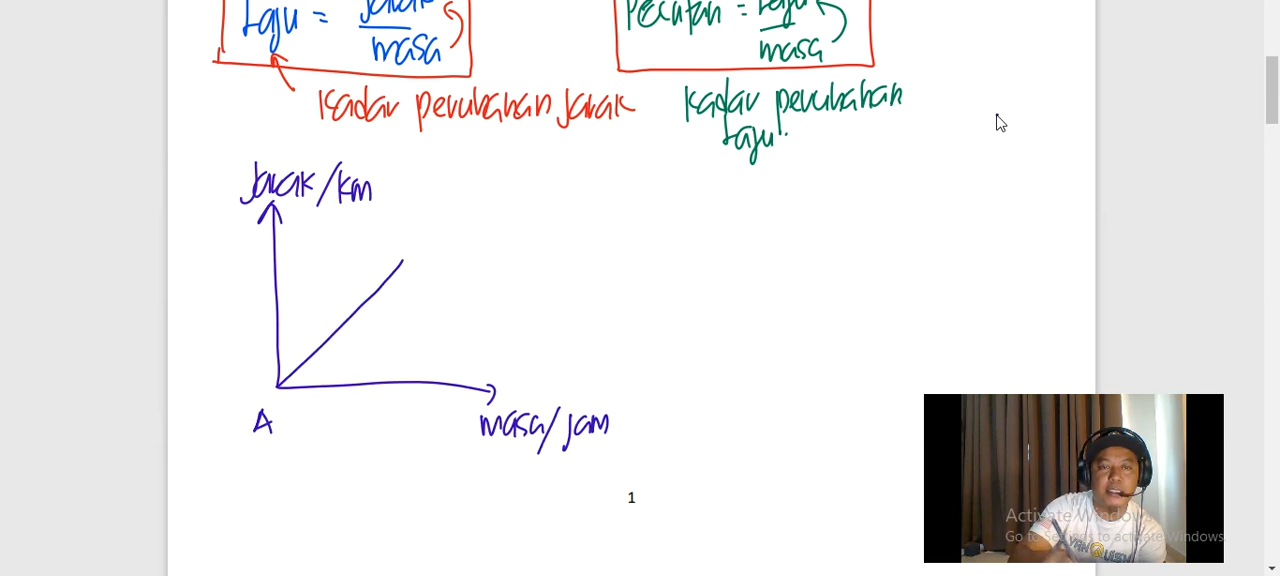 Laju = jarak
masa
Pecutan = Laju
masa
Kadar perubahan jarak
Kadar perubahan
Laju.
Jarak/km
A
masa/jam
1
Activate Windows
Go to Settings to activate Windows